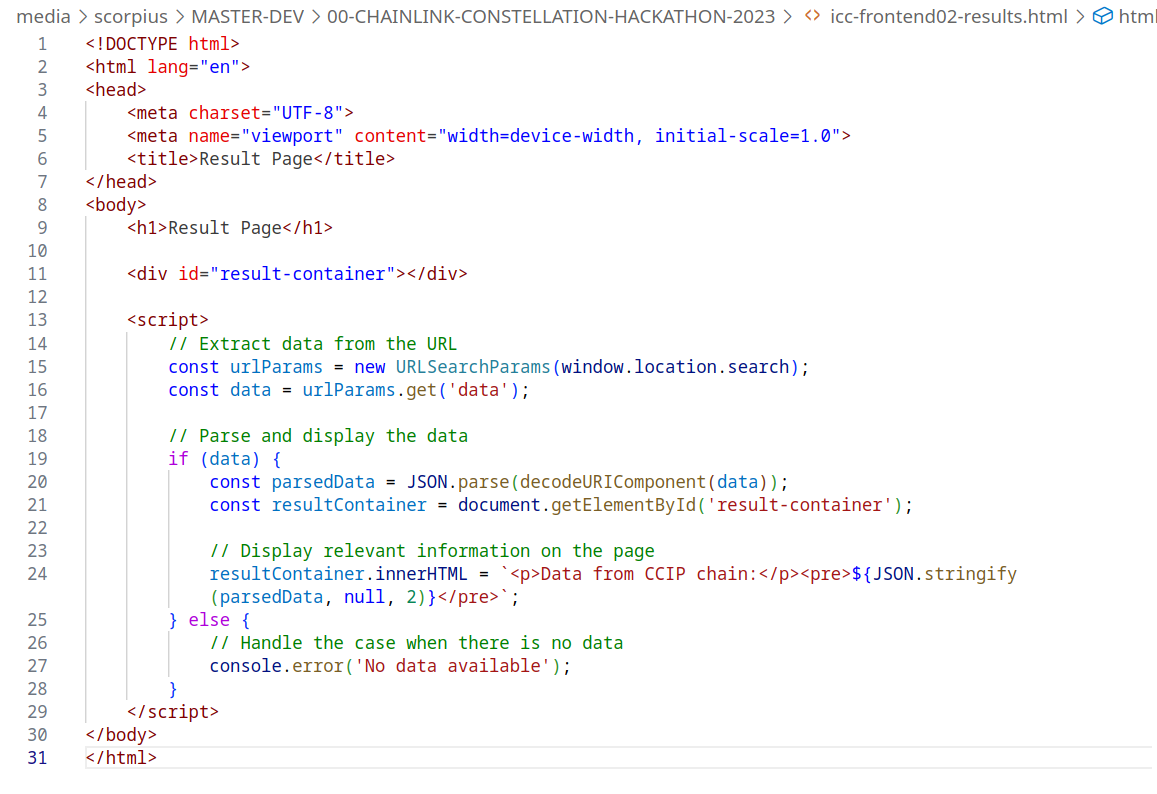 media > scorpius > MASTER-DEV > 00-CHAINLINK-CONSTELLATION-HACKATHON-2023 > <> icc-frontend02-results.html > html
1 <!DOCTYPE html>
2 <html lang="en">
3 <head>
4     <meta charset="UTF-8">
5     <meta name="viewport" content="width=device-width, initial-scale=1.0">
6     <title>Result Page</title>
7 </head>
8 <body>
9     <h1>Result Page</h1>
10
11     <div id="result-container"></div>
12
13     <script>
14         // Extract data from the URL
15         const urlParams = new URLSearchParams(window.location.search);
16         const data = urlParams.get('data');
17
18         // Parse and display the data
19         if (data) {
20             const parsedData = JSON.parse(decodeURIComponent(data));
21             const resultContainer = document.getElementById('result-container');
22
23             // Display relevant information on the page
24             resultContainer.innerHTML = `<p>Data from CCIP chain:</p><pre>${JSON.stringify
            (parsedData, null, 2)}</pre>`;
25         } else {
26             // Handle the case when there is no data
27             console.error('No data available');
28         }
29     </script>
30 </body>
31 </html>